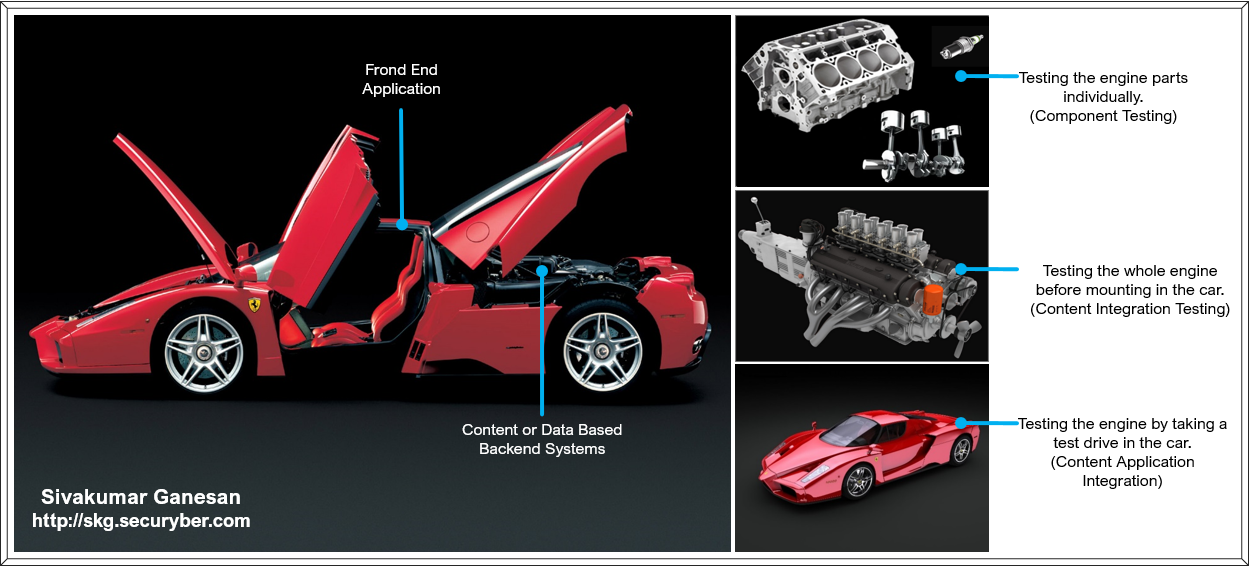 Frond End
Application
Content or Data Based
Backend Systems
Sivakumar Ganesan
http://skg.securyber.com
Testing the engine parts
individually.
(Component Testing)
Testing the whole engine
before mounting in the car.
(Content Integration Testing)
Testing the engine by taking a
test drive in the car.
(Content Application
Integration)